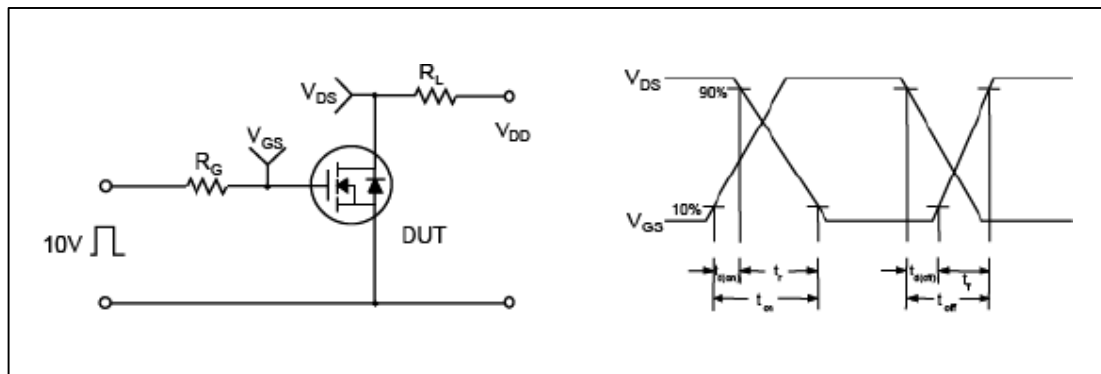 V_DS
R_L
V_DD
V_GS
R_G
10V
DUT
V_DS
90%
V_GS
10%
t_d(on)
t_r
t_d(off)
t_f
t_on
t_off